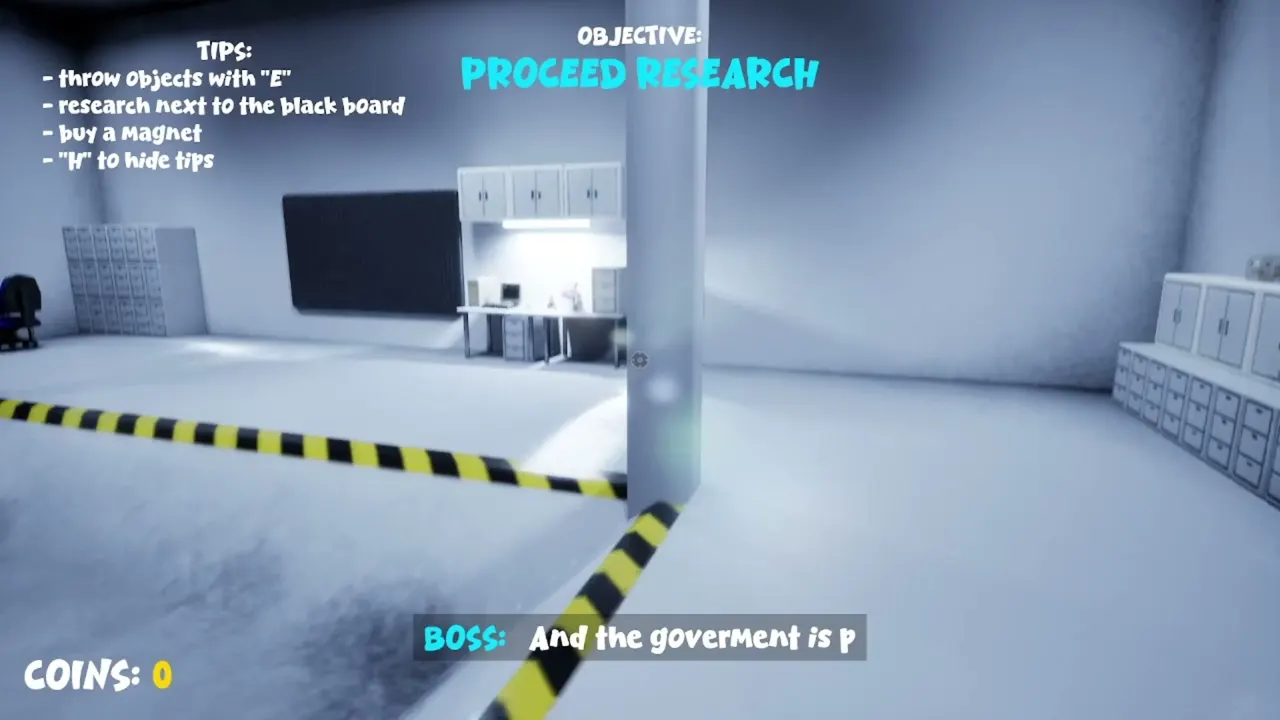 TIPS:
- throw objects with "E"
- research next to the black board
- buy a magnet
- "H" to hide tips
OBJECTIVE:
PROCEED RESEARCH
BOSS: And the goverment is p
COINS: 0